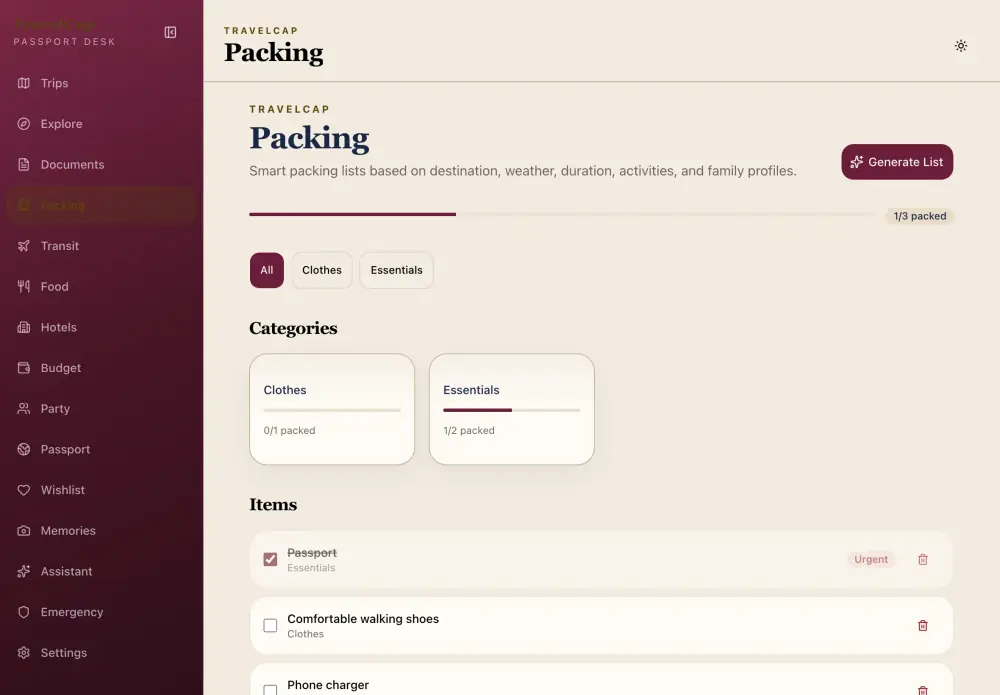 TravelCap
PASSPORT DESK
Trips
Explore
Documents
Packing
Transit
Food
Hotels
Budget
Party
Passport
Wishlist
Memories
Assistant
Emergency
Settings
TRAVELCAP
Packing
TRAVELCAP
Packing
Smart packing lists based on destination, weather, duration, activities, and family profiles.
Generate List
1/3 packed
All
Clothes
Essentials
Categories
Clothes
0/1 packed
Essentials
1/2 packed
Items
Passport
Essentials
Urgent
Comfortable walking shoes
Clothes
Phone charger